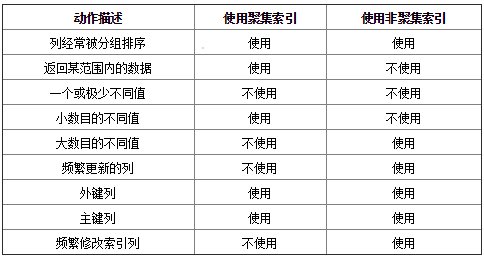 动作描述 使用聚集索引 使用非聚集索引
列经常被分组排序 使用 使用
返回某范围内的数据 使用 不使用
一个或极少不同值 不使用 不使用
小数目的不同值 使用 不使用
大数目的不同值 不使用 使用
频繁更新的列 不使用 使用
外键列 使用 使用
主键列 使用 使用
频繁修改索引列 不使用 使用